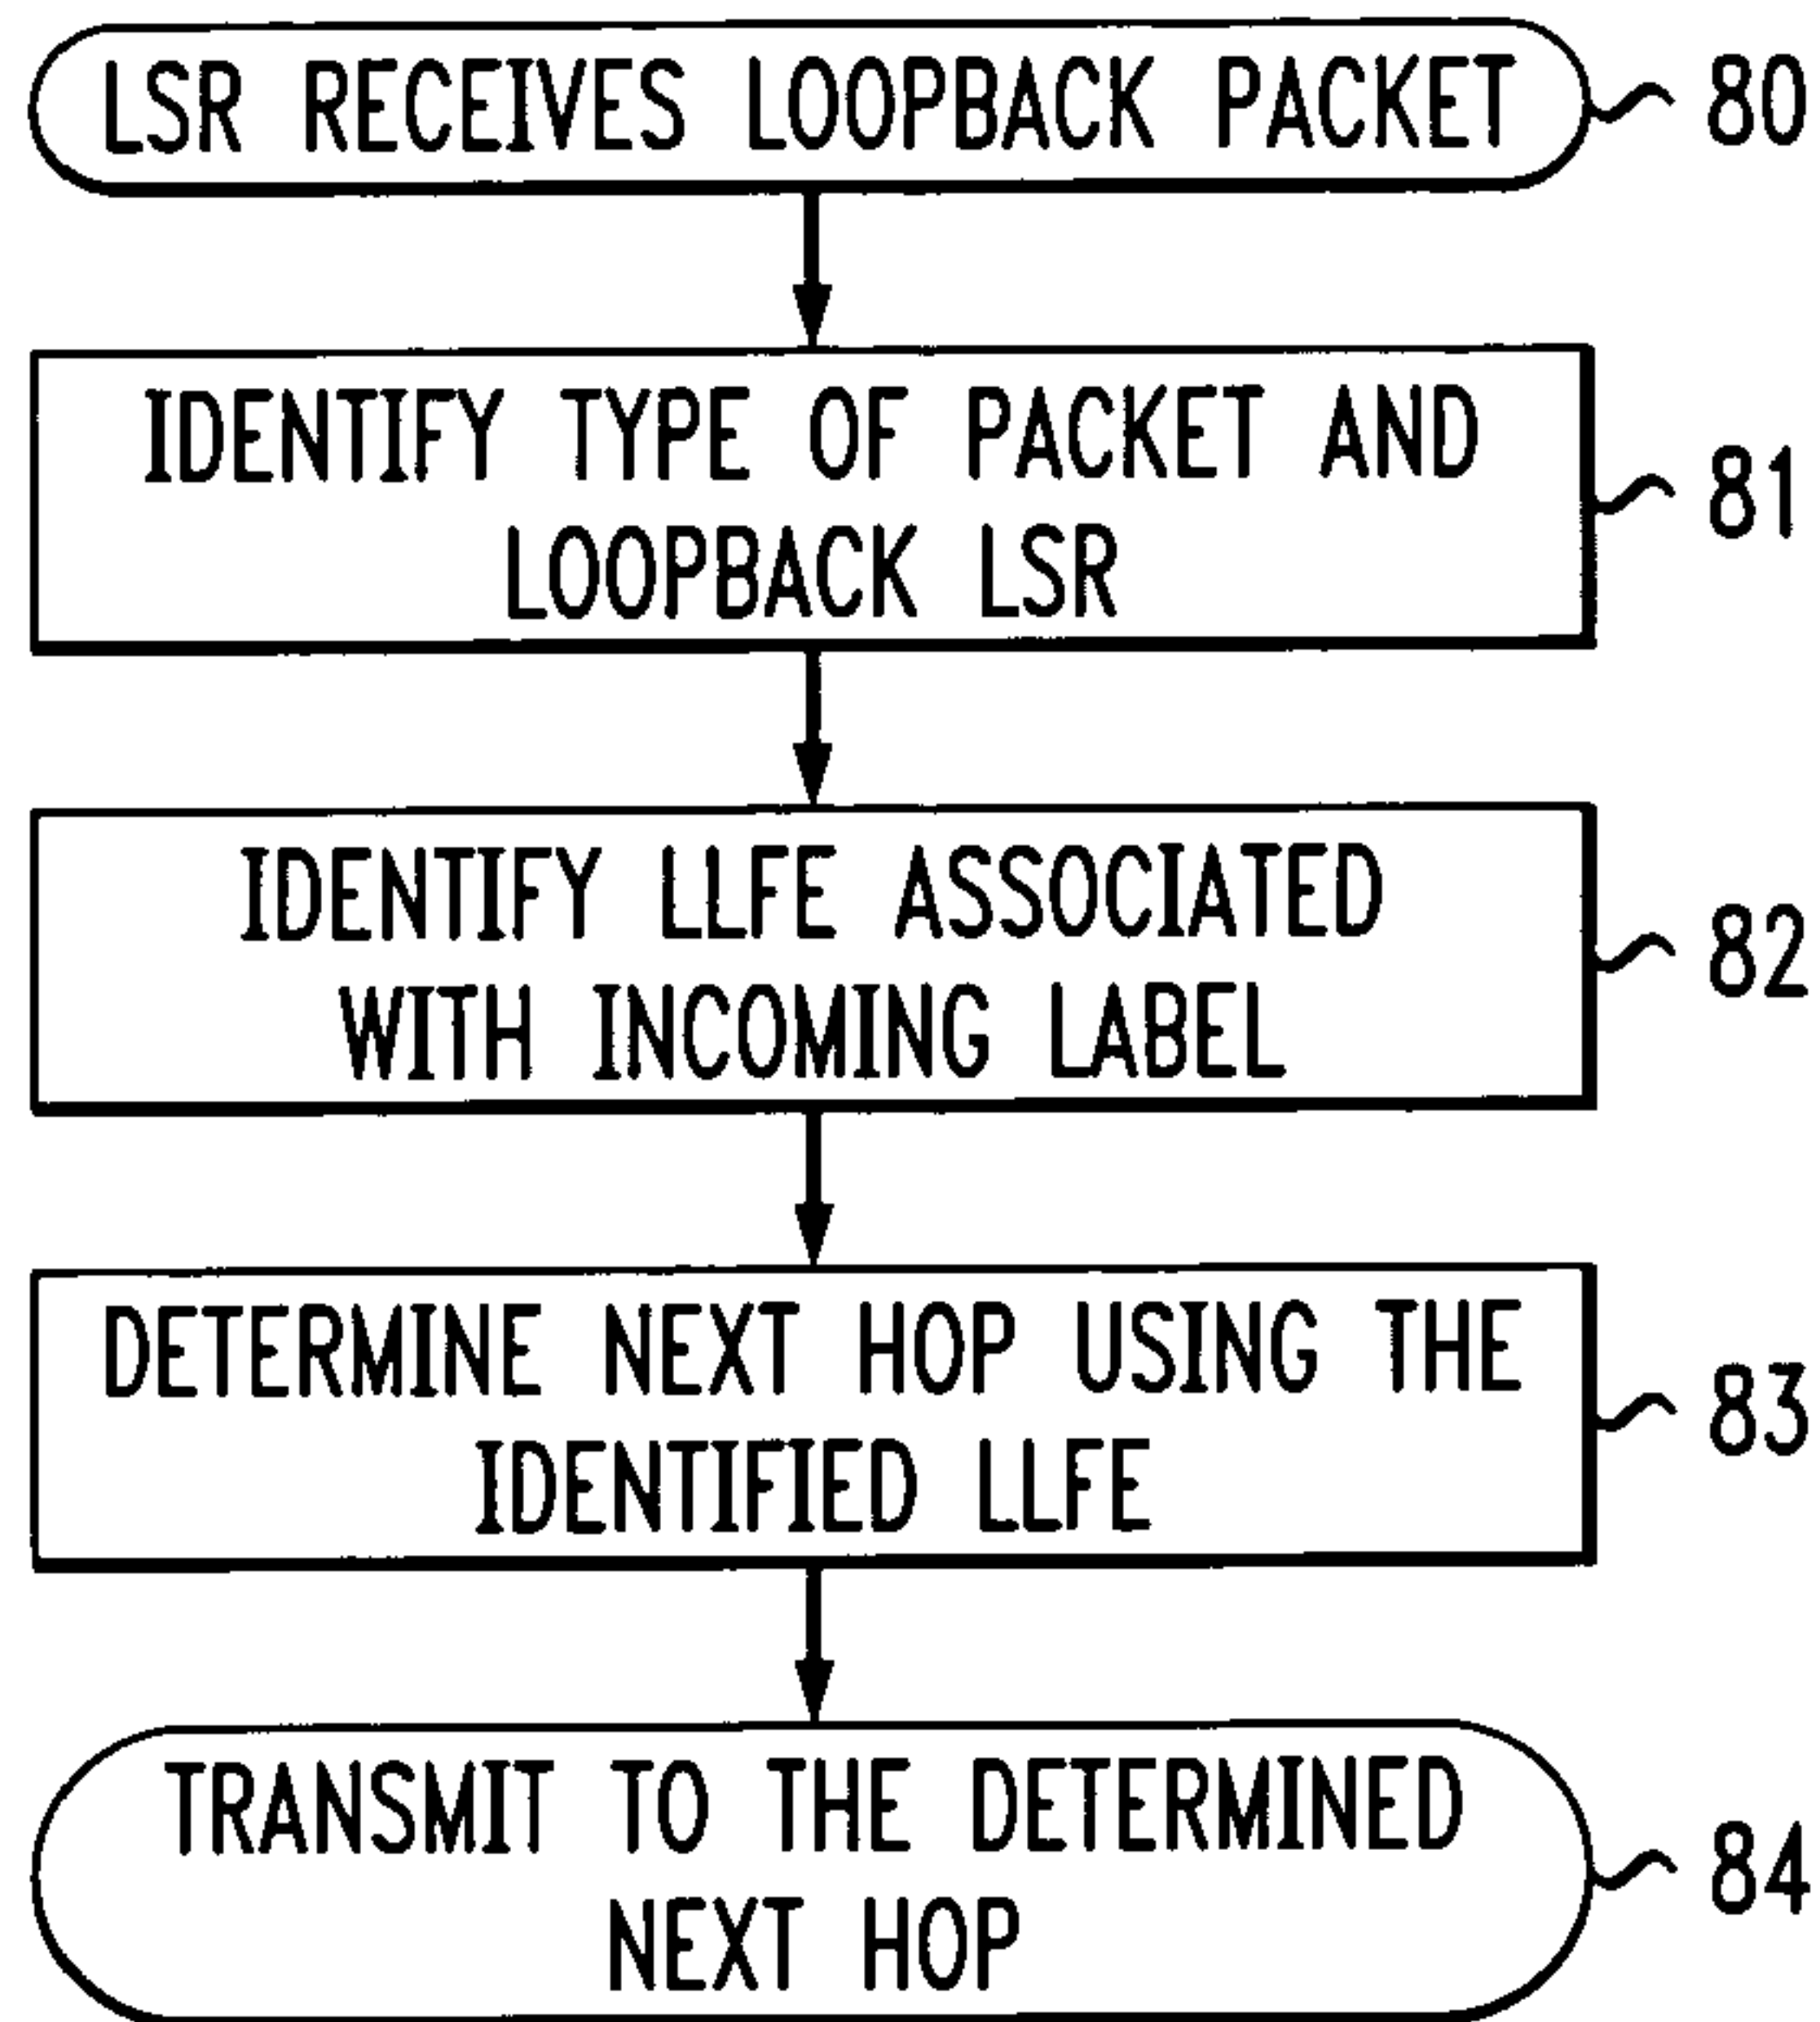 LSR RECEIVES LOOPBACK PACKET
80
IDENTIFY TYPE OF PACKET AND
LOOPBACK LSR
81
IDENTIFY LLFE ASSOCIATED
WITH INCOMING LABEL
82
DETERMINE NEXT HOP USING THE
IDENTIFIED LLFE
83
TRANSMIT TO THE DETERMINED
NEXT HOP
84